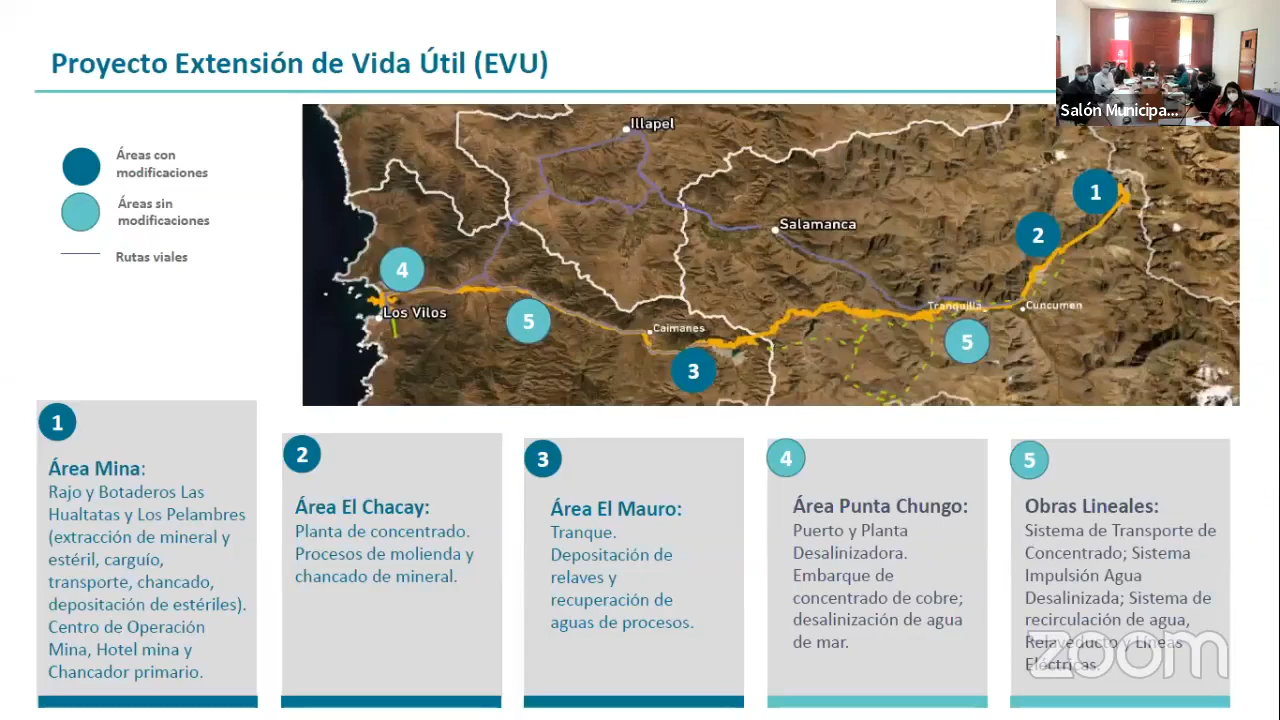 Proyecto Extensión de Vida Útil (EVU)
Salón Municipa...
Áreas con
modificaciones
Áreas sin
modificaciones
Rutas viales
Illapel
1
Salamanca
2
4
Los Vilos
5
Caimanes
3
Tranquilla
Cuncumen
5
1
Área Mina:
Rajo y Botaderos Las
Hualtatas y Los Pelambres
(extracción de mineral y
estéril, carguío,
transporte, chancado,
depositación de estériles).
Centro de Operación
Mina, Hotel mina y
Chancador primario.
2
Área El Chacay:
Planta de concentrado.
Procesos de molienda y
chancado de mineral.
3
Área El Mauro:
Tranque.
Depositación de
relaves y
recuperación de
aguas de procesos.
4
Área Punta Chungo:
Puerto y Planta
Desalinizadora.
Embarque de
concentrado de cobre;
desalinización de agua
de mar.
5
Obras Lineales:
Sistema de Transporte de
Concentrado; Sistema
Impulsión Agua
Desalinizada; Sistema de
recirculación de agua,
Relaveducto y Líneas
Eléctricas.
zoom